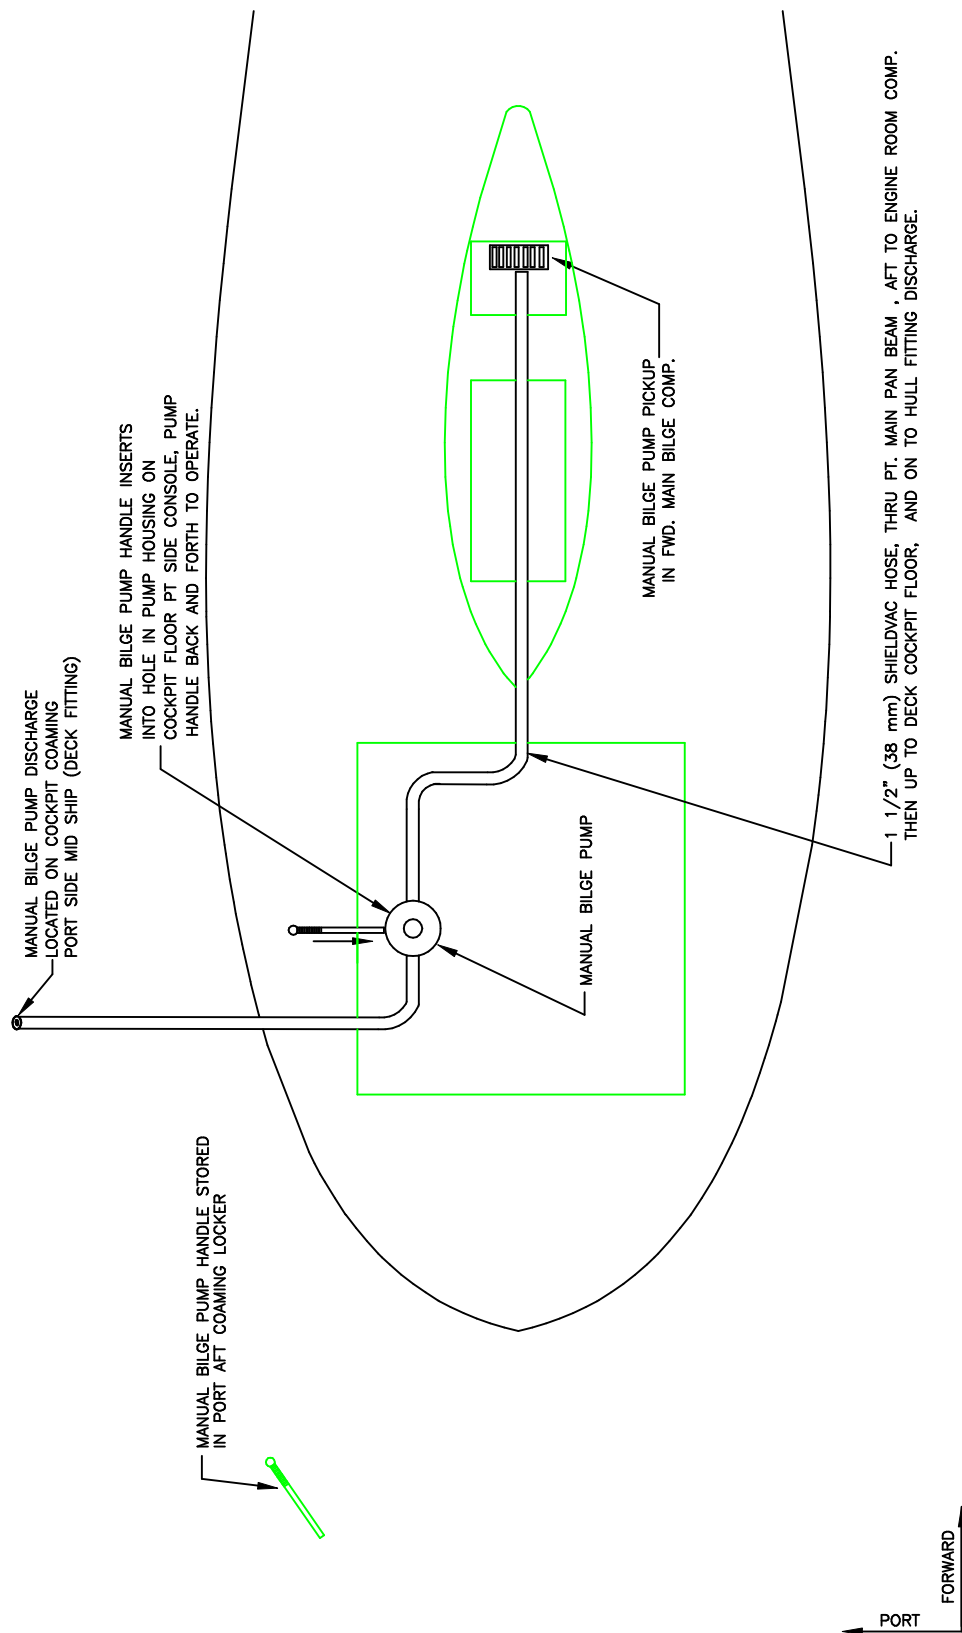 MANUAL BILGE PUMP DISCHARGE
LOCATED ON COCKPIT COAMING
PORT SIDE MID SHIP (DECK FITTING)
MANUAL BILGE PUMP HANDLE INSERTS
INTO HOLE IN PUMP HOUSING ON
COCKPIT FLOOR PT SIDE CONSOLE, PUMP
HANDLE BACK AND FORTH TO OPERATE.
MANUAL BILGE PUMP HANDLE STORED
IN PORT AFT COAMING LOCKER
MANUAL BILGE PUMP
MANUAL BILGE PUMP PICKUP
IN FWD. MAIN BILGE COMP.
1 1/2" (38 mm) SHIELDVAC HOSE, THRU PT. MAIN PAN BEAM , AFT TO ENGINE ROOM COMP.
THEN UP TO DECK COCKPIT FLOOR, AND ON TO HULL FITTING DISCHARGE.
PORT
FORWARD